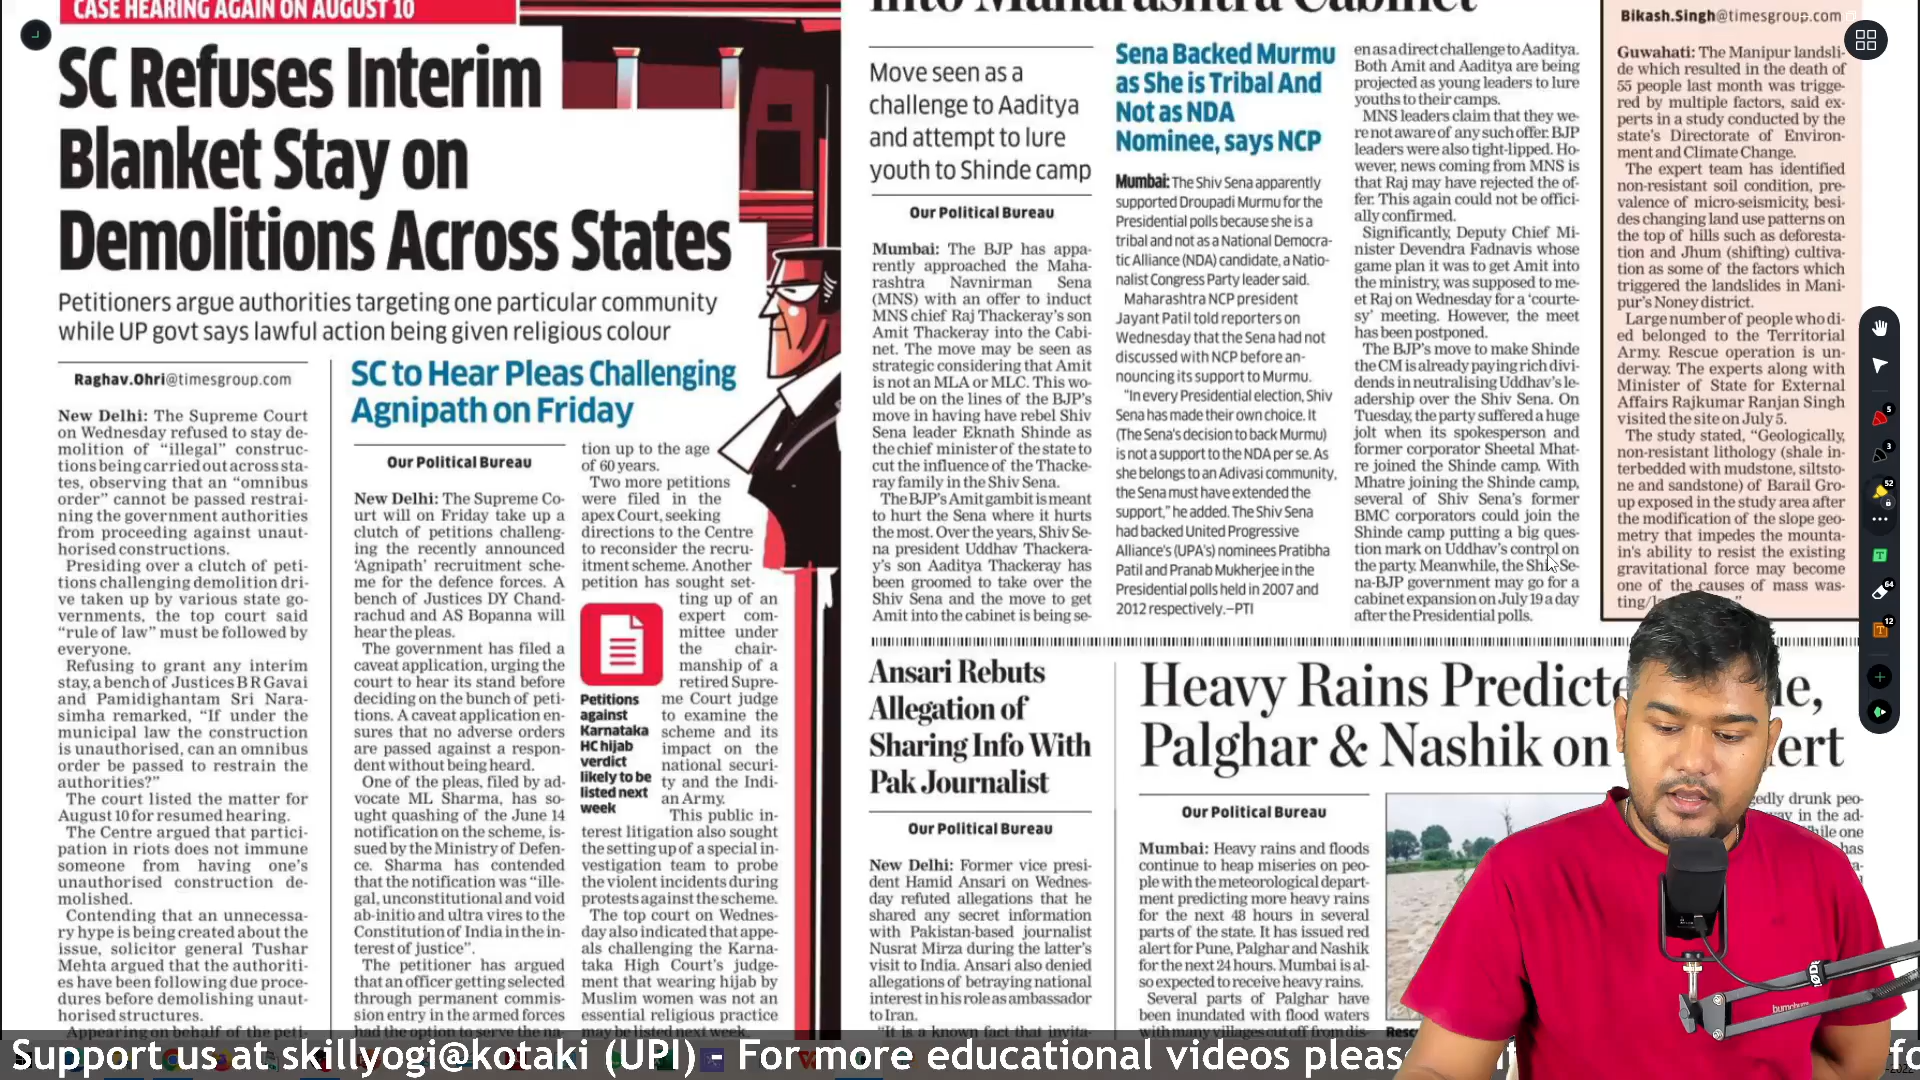 CASE HEARING AGAIN ON AUGUST 10
SC Refuses Interim
Blanket Stay on
Demolitions Across States
Petitioners argue authorities targeting one particular community
while UP govt says lawful action being given religious colour
Raghav.Ohri@timesgroup.com
New Delhi: The Supreme Court
on Wednesday refused to stay de-
molition of “illegal” construc-
tions being carried out across sta-
tes, observing that an “omnibus
order” cannot be passed restrai-
ning the government authorities
from proceeding against unaut-
horised constructions.
Presiding over a clutch of peti-
tions challenging demolition dri-
ve taken up by various state go-
vernments, the top court said
“rule of law” must be followed by
everyone.
Refusing to grant any interim
stay, a bench of Justices B R Gavai
and Pamidighantam Sri Nara-
simha remarked, “If under the
municipal law the construction
is unauthorised, can an omnibus
order be passed to restrain the
authorities?”
The court listed the matter for
August 10 for resumed hearing.
The Centre argued that partici-
pation in riots does not immune
someone from having one’s
unauthorised construction de-
molished.
Contending that an unnecessa-
ry hype is being created about the
issue, solicitor general Tushar
Mehta argued that the authoriti-
es have been following due proce-
dures before demolishing unaut-
horised structures.
Appearing on behalf of the peti-
SC to Hear Pleas Challenging
Agnipath on Friday
Our Political Bureau
New Delhi: The Supreme Co-
urt will on Friday take up a
clutch of petitions challeng-
ing the recently announced
‘Agnipath’ recruitment sche-
me for the defence forces. A
bench of Justices DY Chand-
rachud and AS Bopanna will
hear the pleas.
The government has filed a
caveat application, urging the
court to hear its stand before
deciding on the bunch of peti-
tions. A caveat application en-
sures that no adverse orders
are passed against a respon-
dent without being heard.
One of the pleas, filed by ad-
vocate ML Sharma, has so-
ught quashing of the June 14
notification on the scheme, is-
sued by the Ministry of Defen-
ce. Sharma has contended
that the notification was “ille-
gal, unconstitutional and void
ab-initio and ultra vires to the
Constitution of India in the in-
terest of justice”.
The petitioner has argued
that an officer getting selected
through permanent commis-
sion entry in the armed forces
had the option to serve the na-
tion up to the age
of 60 years.
Two more petitions
were filed in the
apex Court, seeking
directions to the Centre
to reconsider the recru-
itment scheme. Another
petition has sought set-
ting up of an
expert com-
mittee under
the chair-
manship of a
retired Supre-
me Court judge
to examine the
scheme and its
impact on the
national securi-
ty and the Indi-
an Army.
This public in-
terest litigation also sought
the setting up of a special in-
vestigation team to probe
the violent incidents during
protests against the scheme.
The top court on Wednes-
day also indicated that appe-
als challenging the Karna-
taka High Court’s judge-
ment that wearing hijab by
Muslim women was not an
essential religious practice
may be listed next week.
Petitions
against
Karnataka
HC hijab
verdict
likely to be
listed next
week
into Maharashtra Cabinet
Move seen as a
challenge to Aaditya
and attempt to lure
youth to Shinde camp
Our Political Bureau
Mumbai: The BJP has appa-
rently approached the Maha-
rashtra Navnirman Sena
(MNS) with an offer to induct
MNS chief Raj Thackeray’s son
Amit Thackeray into the Cabi-
net. The move may be seen as
strategic considering that Amit
is not an MLA or MLC. This wo-
uld be on the lines of the BJP’s
move in having have rebel Shiv
Sena leader Eknath Shinde as
the chief minister of the state to
cut the influence of the Thacke-
ray family in the Shiv Sena.
The BJP’s Amit gambit is meant
to hurt the Sena where it hurts
the most. Over the years, Shiv Se-
na president Uddhav Thackera-
y’s son Aaditya Thackeray has
been groomed to take over the
Shiv Sena and the move to get
Amit into the cabinet is being se-
Sena Backed Murmu
as She is Tribal And
Not as NDA
Nominee, says NCP
Mumbai: The Shiv Sena apparently
supported Droupadi Murmu for the
Presidential polls because she is a
tribal and not as a National Democra-
tic Alliance (NDA) candidate, a Natio-
nalist Congress Party leader said.
Maharashtra NCP president
Jayant Patil told reporters on
Wednesday that the Sena had not
discussed with NCP before an-
nouncing its support to Murmu.
“In every Presidential election, Shiv
Sena has made their own choice. It
(The Sena’s decision to back Murmu)
is not a support to the NDA per se. As
she belongs to an Adivasi community,
the Sena must have extended the
support,” he added. The Shiv Sena
had backed United Progressive
Alliance’s (UPA’s) nominees Pratibha
Patil and Pranab Mukherjee in the
Presidential polls held in 2007 and
2012 respectively. –PTI
en as a direct challenge to Aaditya.
Both Amit and Aaditya are being
projected as young leaders to lure
youths to their camps.
MNS leaders claim that they we-
re not aware of any such offer. BJP
leaders were also tight-lipped. Ho-
wever, news coming from MNS is
that Raj may have rejected the of-
fer. This again could not be offici-
ally confirmed.
Significantly, Deputy Chief Mi-
nister Devendra Fadnavis whose
game plan it was to get Amit into
the ministry, was supposed to me-
et Raj on Wednesday for a ‘courte-
sy’ meeting. However, the meet
has been postponed.
The BJP’s move to make Shinde
the CM is already paying rich divi-
dends in neutralising Uddhav’s le-
adership over the Shiv Sena. On
Tuesday, the party suffered a huge
jolt when its spokesperson and
former corporator Sheetal Mhat-
re joined the Shinde camp. With
Mhatre joining the Shinde camp,
several of Shiv Sena’s former
BMC corporators could join the
Shinde camp putting a big ques-
tion mark on Uddhav’s control on
the party. Meanwhile, the Shiv Se-
na-BJP government may go for a
cabinet expansion on July 19 a day
after the Presidential polls.
Bikash.Singh@timesgroup.com
Guwahati: The Manipur landsli-
de which resulted in the death of
55 people last month was trigge-
red by multiple factors, said ex-
perts in a study conducted by the
state’s Directorate of Environ-
ment and Climate Change.
The expert team has identified
non-resistant soil condition, pre-
valence of micro-seismicity, besi-
des changing land use patterns on
the top of hills such as deforesta-
tion and Jhum (shifting) cultiva-
tion as some of the factors which
triggered the landslides in Mani-
pur’s Noney district.
Large number of people who di-
ed belonged to the Territorial
Army. Rescue operation is un-
derway. The experts along with
Minister of State for External
Affairs Rajkumar Ranjan Singh
visited the site on July 5.
The study stated, “Geologically,
non-resistant lithology (shale in-
terbedded with mudstone, siltsto-
ne and sandstone) of Barail Gro-
up exposed in the study area after
the modification of the slope geo-
metry that impedes the mounta-
in’s ability to resist the existing
gravitational force may become
one of the causes of mass was-
Ansari Rebuts
Allegation of
Sharing Info With
Pak Journalist
Our Political Bureau
New Delhi: Former vice presi-
dent Hamid Ansari on Wednes-
day refuted allegations that he
shared any secret information
with Pakistan-based journalist
Nusrat Mirza during the latter’s
visit to India. Ansari also denied
allegations of betraying national
interest in his role as ambassador
to Iran.
“It is a known fact that invita-
Heavy Rains
Palghar & Nashik on
Our Political Bureau
Mumbai: Heavy rains and floods
continue to heap miseries on peo-
ple with the meteorological depart-
ment predicting more heavy rains
for the next 48 hours in several
parts of the state. It has issued red
alert for Pune, Palghar and Nashik
for the next 24 hours. Mumbai is al-
so expected to receive heavy rains.
Several parts of Palghar have
been inundated with flood waters
with many villages cut off from dis-
drunk peo-
in the ad-
one
has
5
3
52
64
12
Support us at skillyogi@kotaki (UPI) - For more educational videos